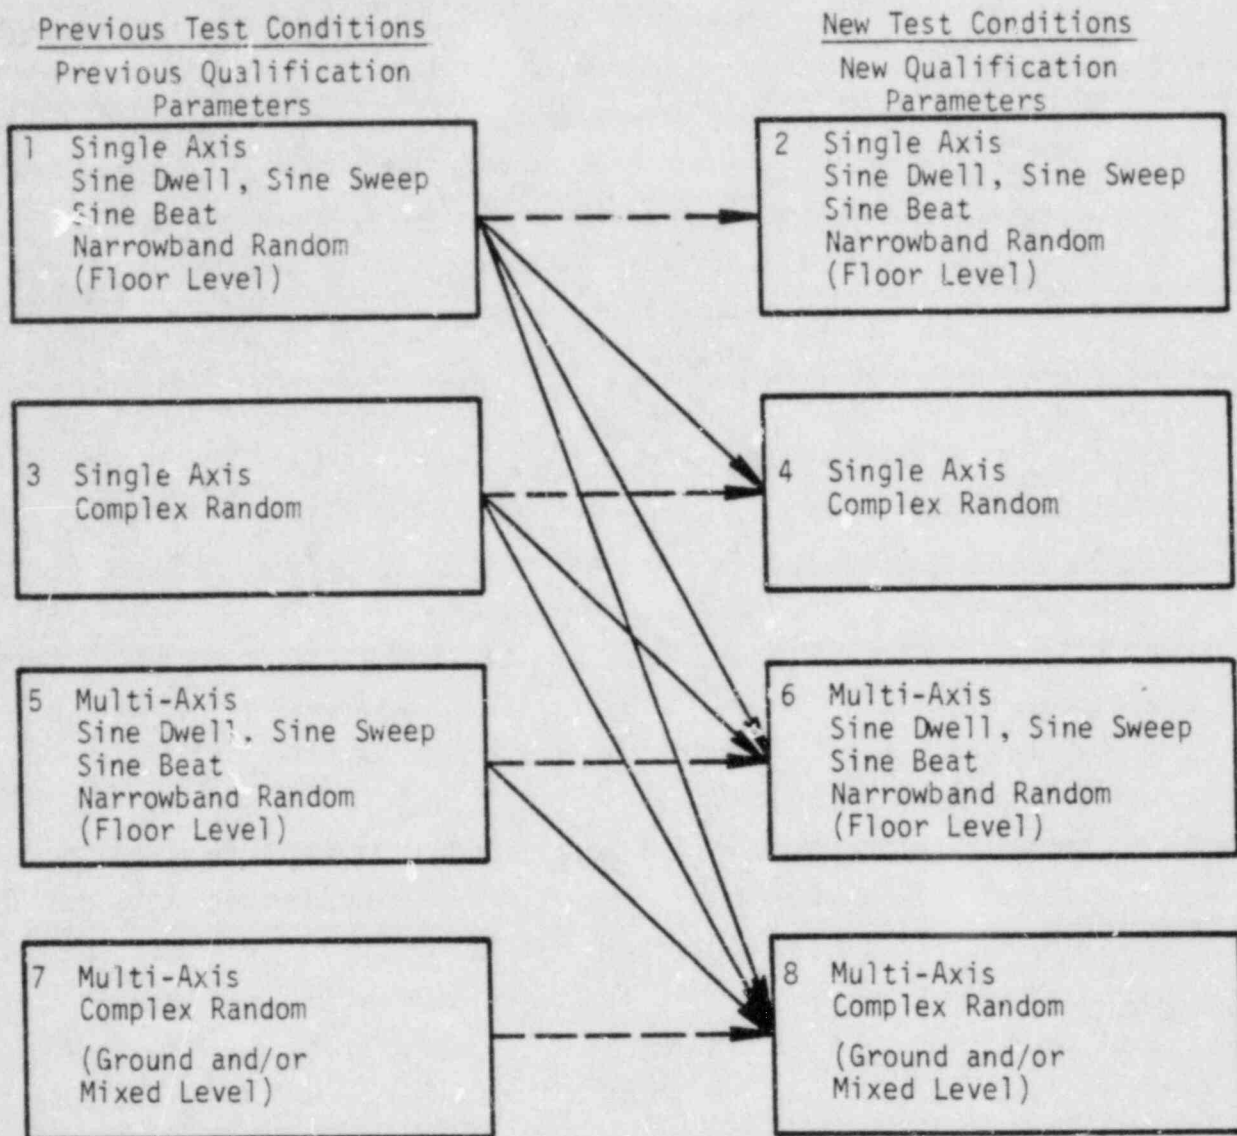 Previous Test Conditions
Previous Qualification
Parameters
New Test Conditions
New Qualification
Parameters
1 Single Axis
Sine Dwell, Sine Sweep
Sine Beat
Narrowband Random
(Floor Level)
2 Single Axis
Sine Dwell, Sine Sweep
Sine Beat
Narrowband Random
(Floor Level)
3 Single Axis
Complex Random
4 Single Axis
Complex Random
5 Multi-Axis
Sine Dwell, Sine Sweep
Sine Beat
Narrowband Random
(Floor Level)
6 Multi-Axis
Sine Dwell, Sine Sweep
Sine Beat
Narrowband Random
(Floor Level)
7 Multi-Axis
Complex Random
(Ground and/or
Mixed Level)
8 Multi-Axis
Complex Random
(Ground and/or
Mixed Level)